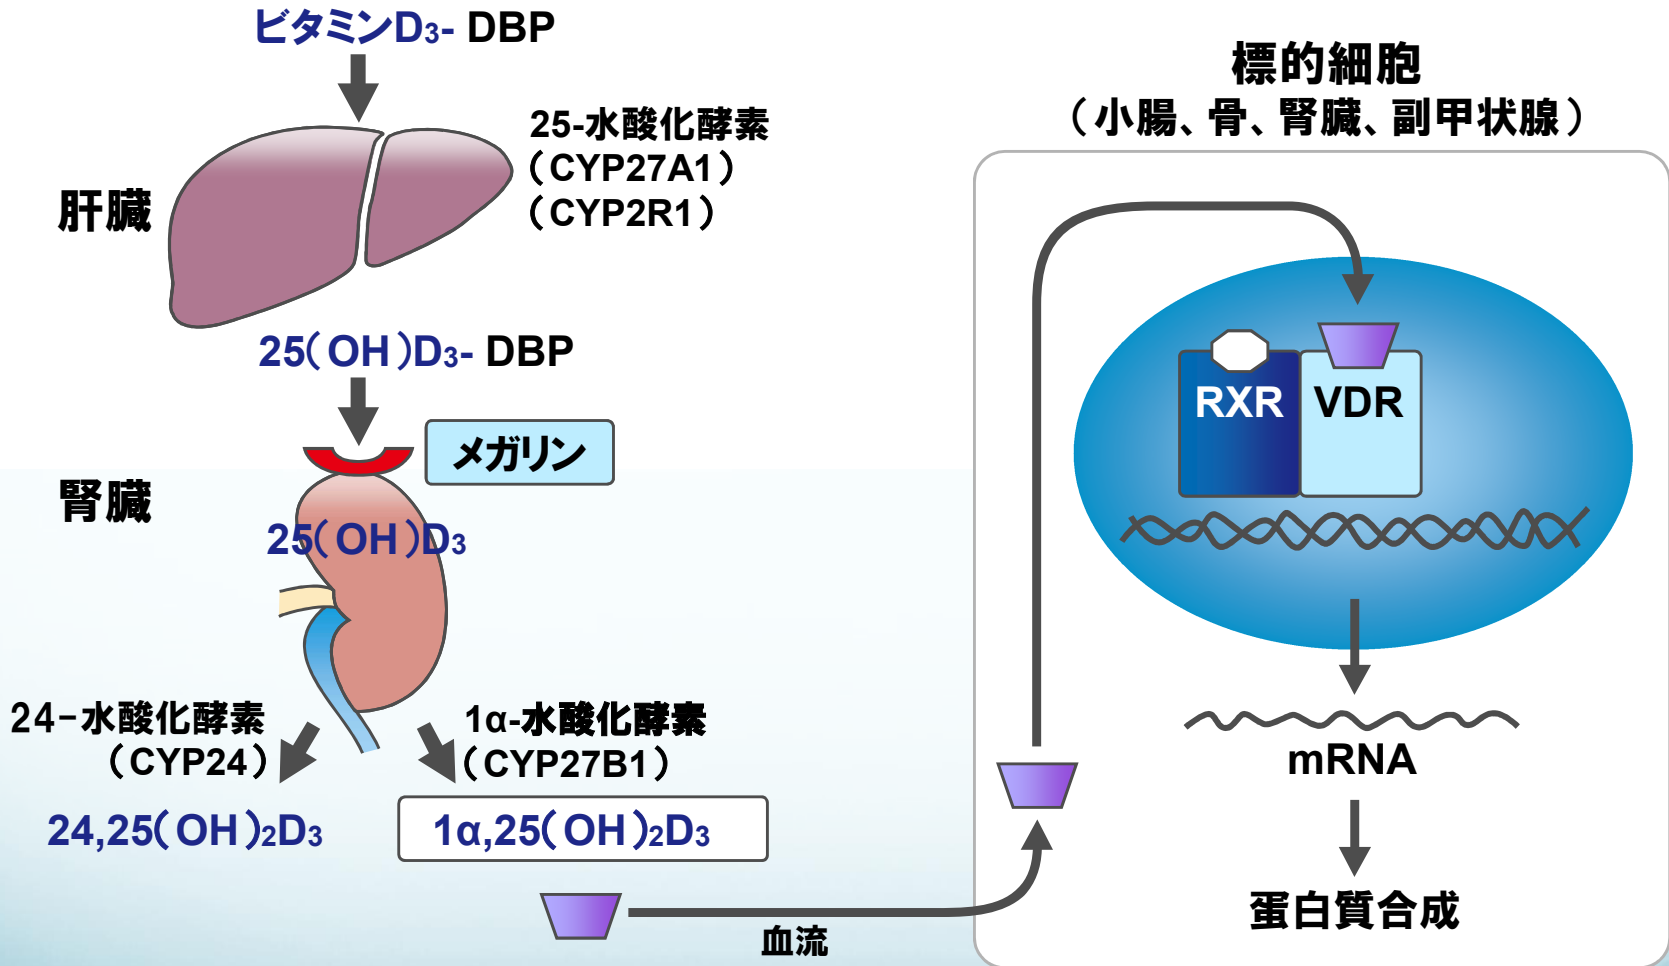 ビタミンD3- DBP
25-水酸化酵素
（CYP27A1）
（CYP2R1）
肝臓
25(OH)D3- DBP
メガリン
腎臓
25(OH)D3
24-水酸化酵素
（CYP24）
1α-水酸化酵素
（CYP27B1）
24,25(OH)2D3
1α,25(OH)2D3
血流
標的細胞
（小腸、骨、腎臓、副甲状腺）
RXR
VDR
mRNA
蛋白質合成